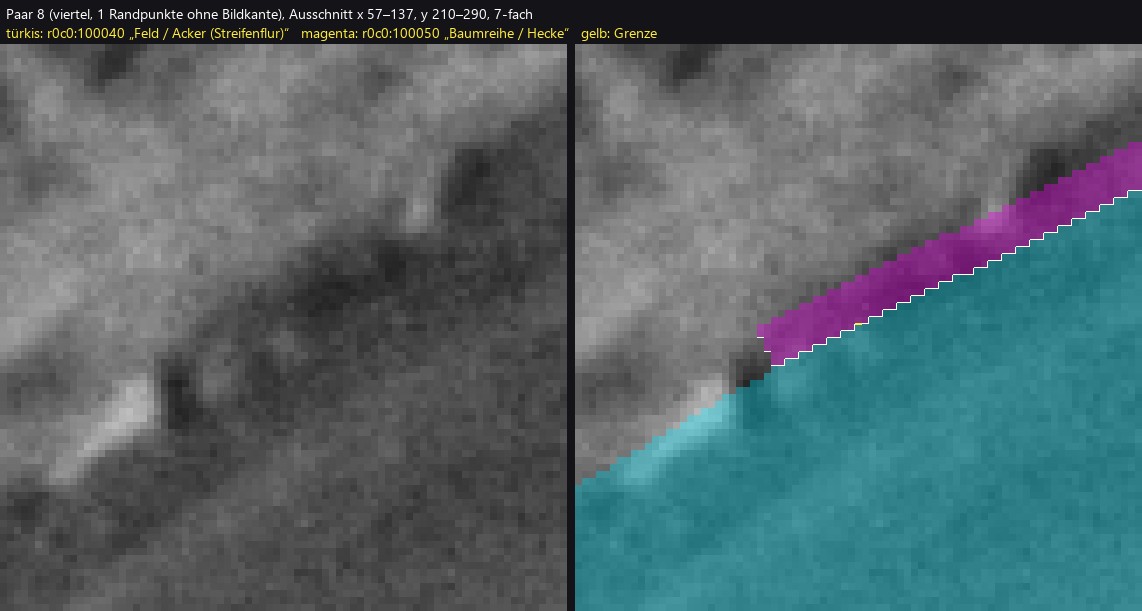 Paar 8 (viertel, 1 Randpunkte ohne Bildkante), Ausschnitt x 57–137, y 210–290, 7-fach
türkis: r0c0:100040 „Feld / Acker (Streifenflur)“ magenta: r0c0:100050 „Baumreihe / Hecke“ gelb: Grenze